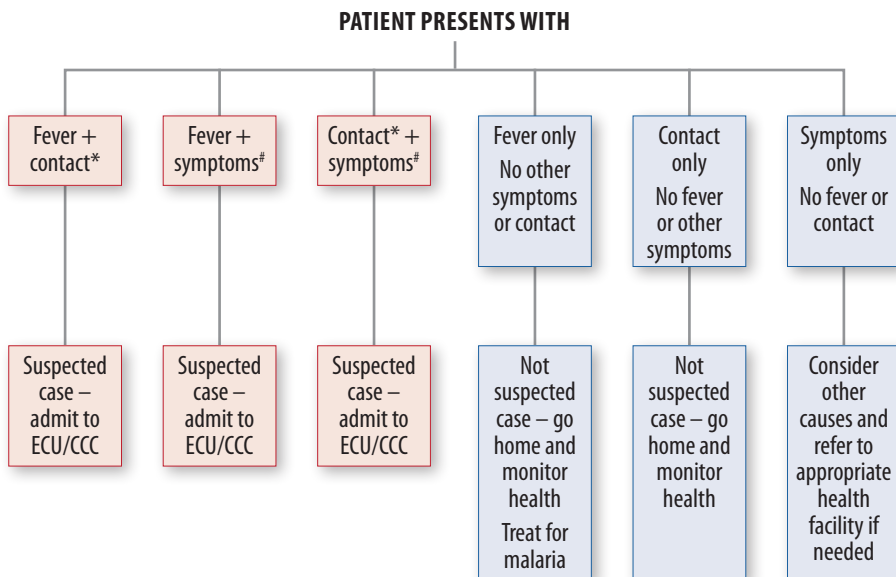 PATIENT PRESENTS WITH
Fever +
contact*
Fever +
symptoms#
Contact* +
symptoms#
Fever only
No other
symptoms
or contact
Contact
only
No fever
or other
symptoms
Symptoms
only
No fever or
contact
Suspected
case –
admit to
ECU/CCC
Suspected
case –
admit to
ECU/CCC
Suspected
case –
admit to
ECU/CCC
Not
suspected
case – go
home and
monitor
health
Treat for
malaria
Not
suspected
case – go
home and
monitor
health
Consider
other
causes and
refer to
appropriate
health
facility if
needed